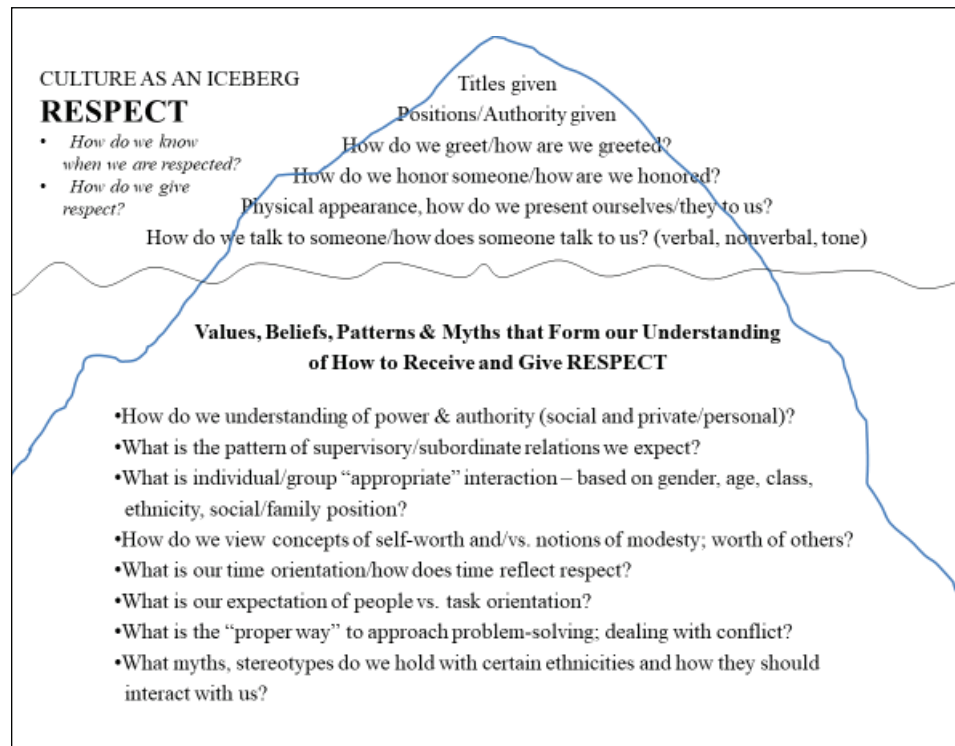 CULTURE AS AN ICEBERG
RESPECT
• How do we know
when we are respected?
• How do we give
respect?
Titles given
Positions/Authority given
How do we greet/how are we greeted?
How do we honor someone/how are we honored?
Physical appearance, how do we present ourselves/they to us?
How do we talk to someone/how does someone talk to us? (verbal, nonverbal, tone)
Values, Beliefs, Patterns & Myths that Form our Understanding
of How to Receive and Give RESPECT
•How do we understanding of power & authority (social and private/personal)?
•What is the pattern of supervisory/subordinate relations we expect?
•What is individual/group “appropriate” interaction – based on gender, age, class,
ethnicity, social/family position?
•How do we view concepts of self-worth and/vs. notions of modesty; worth of others?
•What is our time orientation/how does time reflect respect?
•What is our expectation of people vs. task orientation?
•What is the “proper way” to approach problem-solving; dealing with conflict?
•What myths, stereotypes do we hold with certain ethnicities and how they should
interact with us?